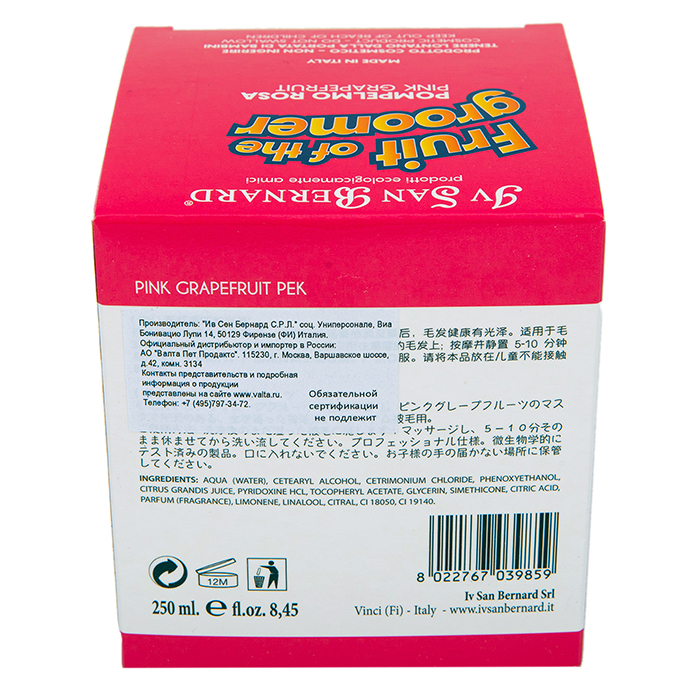 KEEP OUT OF REACH OF CHILDREN
TENERE LONTANO DALLA PORTATA DI BAMBINI
COSMETIC PRODUCT - DO NOT SWALLOW
PRODOTTO COSMETICO - NON INGERIRE
MADE IN ITALY
PINK GRAPEFRUIT
POMPELMO ROSA
Fruit of the
groomer
prodotti ecologicamente amici
IV SAN BERNARD®
PINK GRAPEFRUIT PEK
Производитель: "Ив Сен Бернард С.Р.Л." соц. Униперсонале, Виа
Бонивацио Лупи 14, 50129 Фирензе (ФИ) Италия.
Официальный дистрибьютор и импортер в России:
АО "Валта Пет Продактс". 115230, г. Москва, Варшавское шоссе,
д.42, комн. 3134
Контакты представительств и подробная
информация о продукции
представлены на сайте www.valta.ru.
Телефон: +7 (495)797-34-72.
Обязательной
сертификации
не подлежит
后，毛发健康有光泽。适用于毛
的毛发上；按摩并静置 5-10 分钟
服。请将本品放在儿童不能接触
ピンクグレープフルーツのマス
被毛用。
マッサージし、5－10分その
まま休ませてから洗い流してください。プロフェッショナル仕様。微生物学的に
テスト済みの製品。口に入れないでください。お子様の手の届かない場所に保管
してください。
INGREDIENTS: AQUA (WATER), CETEARYL ALCOHOL, CETRIMONIUM CHLORIDE, PHENOXYETHANOL,
CITRUS GRANDIS JUICE, PYRIDOXINE HCL, TOCOPHERYL ACETATE, GLYCERIN, SIMETHICONE, CITRIC ACID,
PARFUM (FRAGRANCE), LIMONENE, LINALOOL, CITRAL, CI 18050, CI 19140.
12M
8 022767 039859
250 ml. e fl.oz. 8,45
Iv San Bernard Srl
Vinci (Fi) - Italy - www.ivsanbernard.it